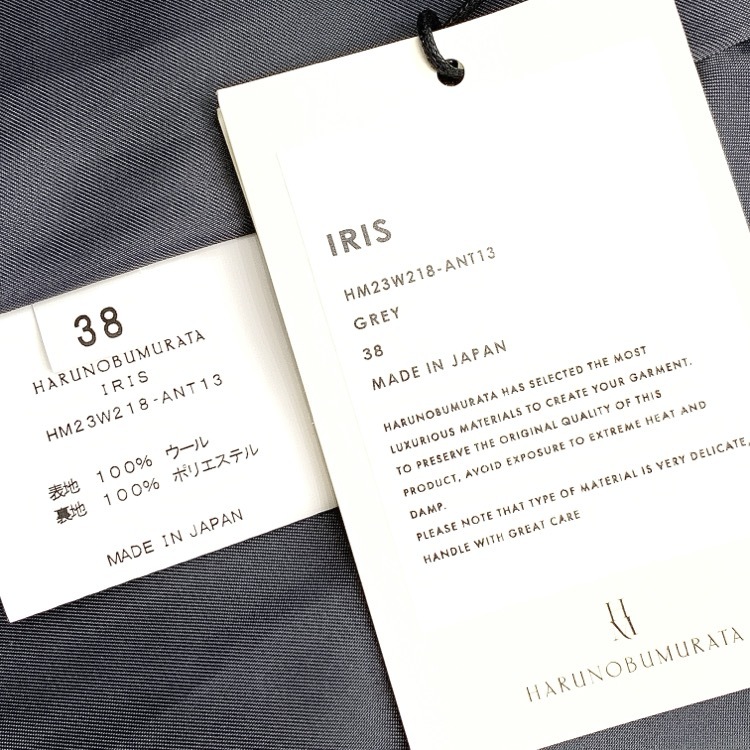 38
HARUNOBUMURATA
IRIS
HM23W218-ANT13
表地 100% ウール
裏地 100% ポリエステル
MADE IN JAPAN
IRIS
HM23W218-ANT13
GREY
38
MADE IN JAPAN
HARUNOBUMURATA HAS SELECTED THE MOST
LUXURIOUS MATERIALS TO CREATE YOUR GARMENT.
TO PRESERVE THE ORIGINAL QUALITY OF THIS
PRODUCT, AVOID EXPOSURE TO EXTREME HEAT AND
DAMP.
PLEASE NOTE THAT TYPE OF MATERIAL IS VERY DELICATE,
HANDLE WITH GREAT CARE
HARUNOBUMURATA